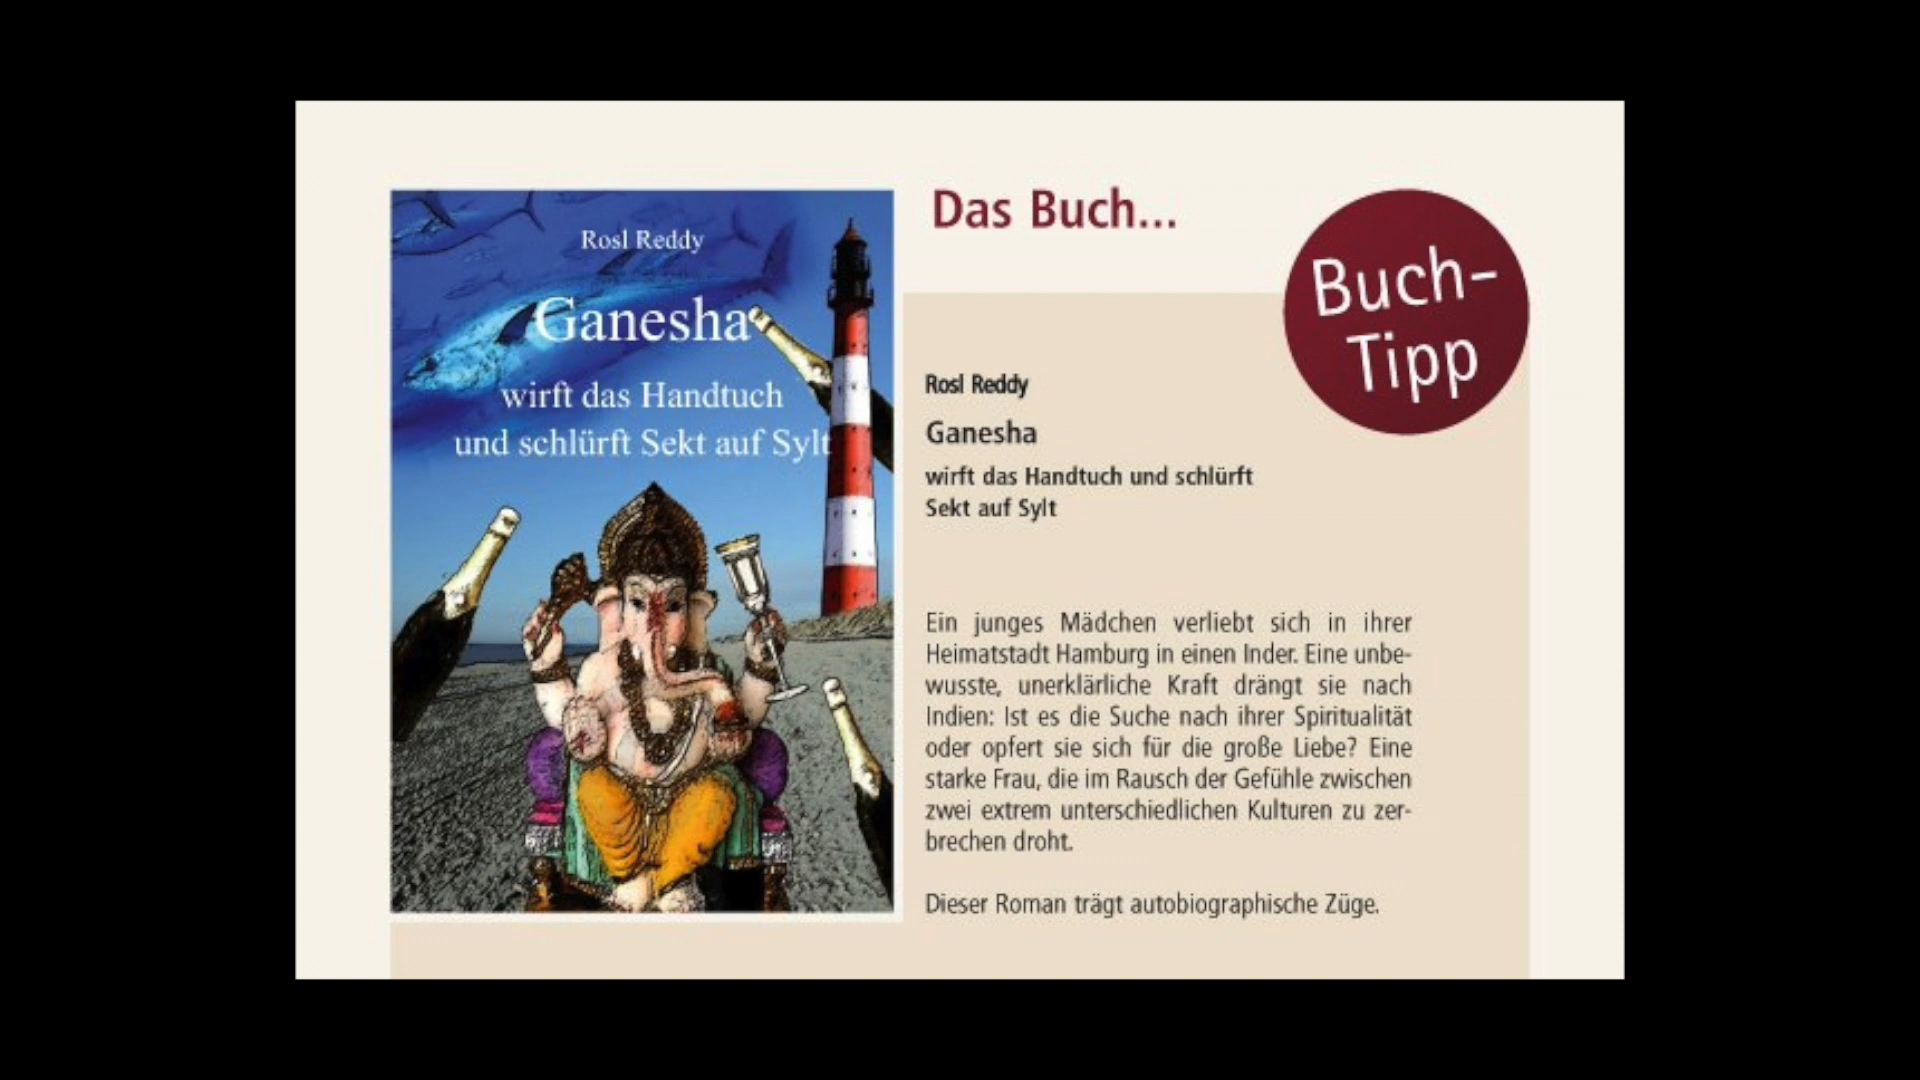 Rosl Reddy
Ganesha
wirft das Handtuch
und schlürft Sekt auf Sylt
Das Buch...
Buch-
Tipp
Rosl Reddy
Ganesha
wirft das Handtuch und schlürft
Sekt auf Sylt
Ein junges Mädchen verliebt sich in ihrer
Heimatstadt Hamburg in einen Inder. Eine unbe-
wusste, unerklärliche Kraft drängt sie nach
Indien: Ist es die Suche nach ihrer Spiritualität
oder opfert sie sich für die große Liebe? Eine
starke Frau, die im Rausch der Gefühle zwischen
zwei extrem unterschiedlichen Kulturen zu zer-
brechen droht.
Dieser Roman trägt autobiographische Züge.